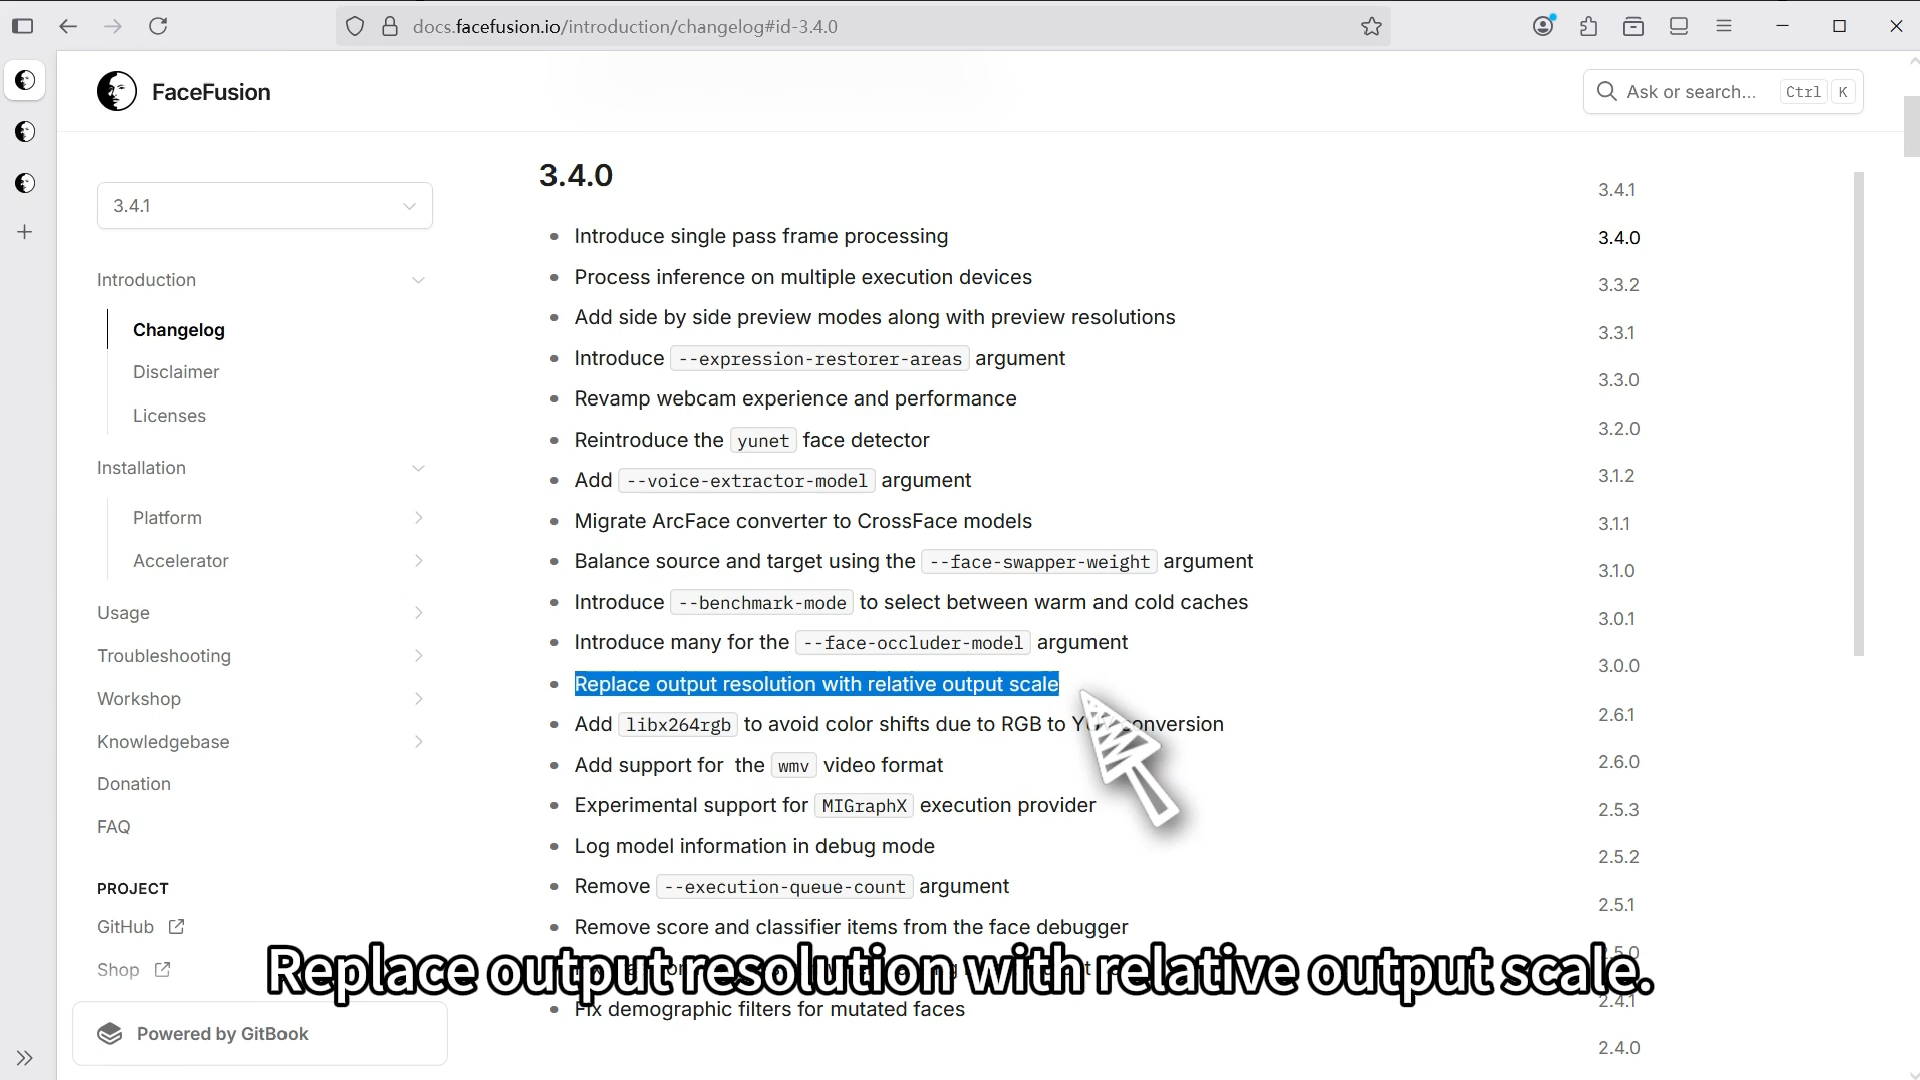 docs.facefusion.io/introduction/changelog#id-3.4.0
FaceFusion
Ask or search...
Ctrl
K
3.4.1
Introduction
Changelog
Disclaimer
Licenses
Installation
Platform
Accelerator
Usage
Troubleshooting
Workshop
Knowledgebase
Donation
FAQ
PROJECT
GitHub
Shop
Powered by GitBook
3.4.0
Introduce single pass frame processing
Process inference on multiple execution devices
Add side by side preview modes along with preview resolutions
Introduce --expression-restorer-areas argument
Revamp webcam experience and performance
Reintroduce the yunet face detector
Add --voice-extractor-model argument
Migrate ArcFace converter to CrossFace models
Balance source and target using the --face-swapper-weight argument
Introduce --benchmark-mode to select between warm and cold caches
Introduce many for the --face-occluder-model argument
Replace output resolution with relative output scale
Add libx264rgb to avoid color shifts due to RGB to
Add support for the wmv video format
Experimental support for MIGraphX execution provider
Log model information in debug mode
Remove --execution-queue-count argument
Remove score and classifier items from the face debugger
Fix demographic filters for mutated faces
Replace output resolution with relative output scale.
3.4.1
3.4.0
3.3.2
3.3.1
3.3.0
3.2.0
3.1.2
3.1.1
3.1.0
3.0.1
3.0.0
2.6.1
2.6.0
2.5.3
2.5.2
2.5.1
2.5.0
2.4.1
2.4.0